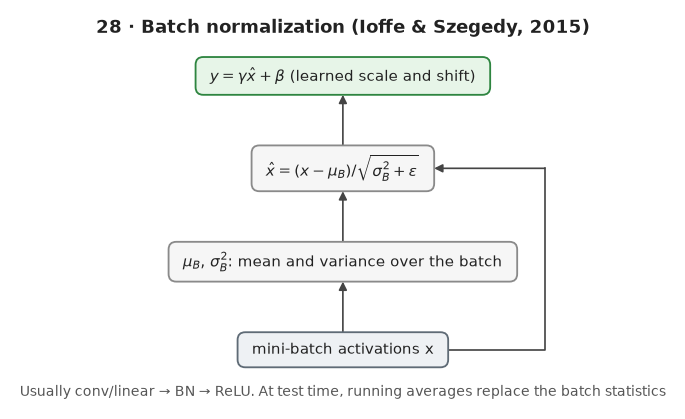 28 · Batch normalization (Ioffe & Szegedy, 2015)
y = γx̂ + β (learned scale and shift)
x̂ = (x − μ_B)/√(σ_B² + ε)
μ_B, σ_B²: mean and variance over the batch
mini-batch activations x
Usually conv/linear → BN → ReLU. At test time, running averages replace the batch statistics